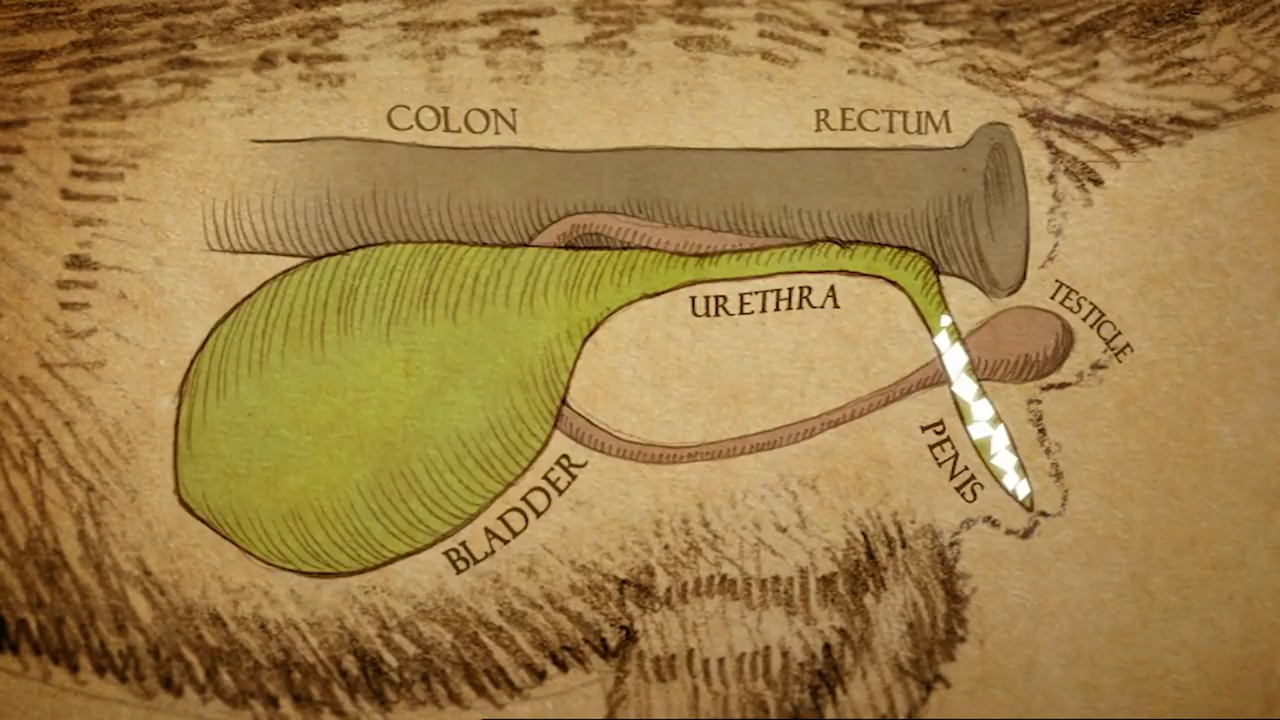 COLON
RECTUM
URETHRA
TESTICLE
PENIS
BLADDER